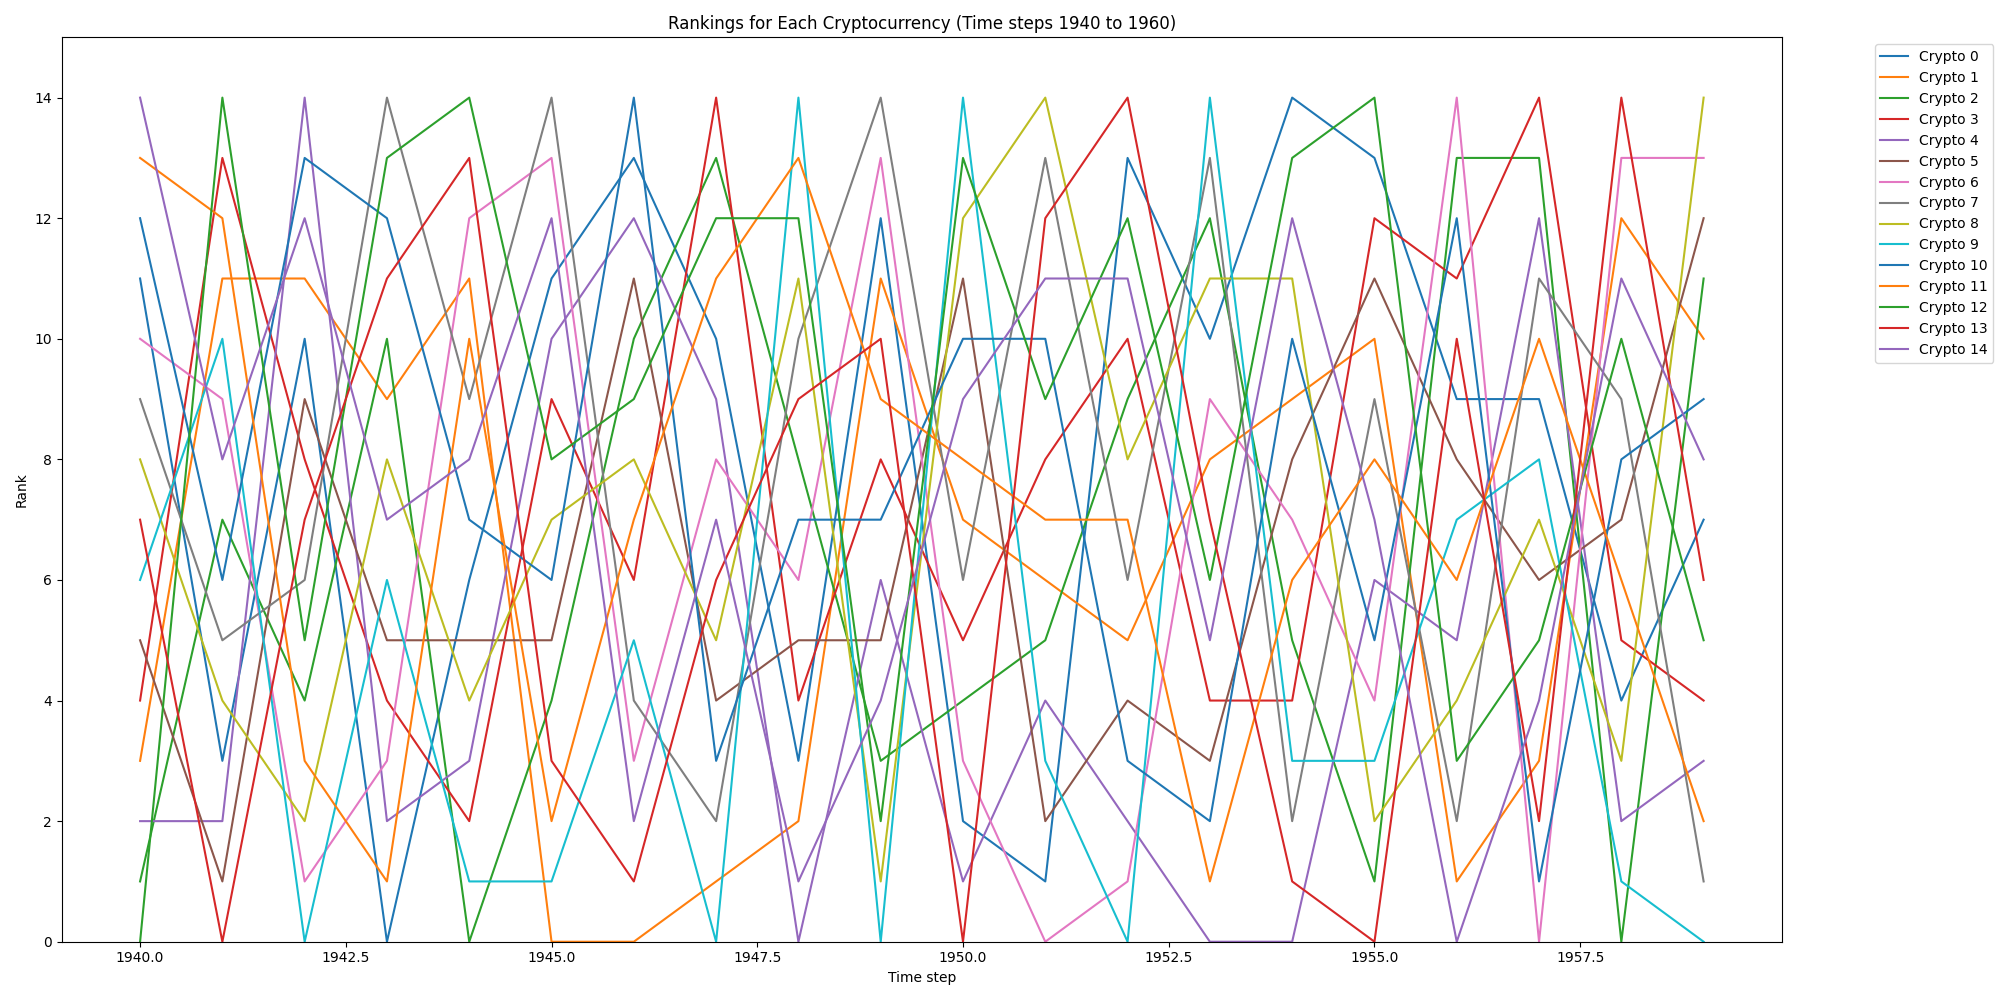 Rankings for Each Cryptocurrency (Time steps 1940 to 1960)
Crypto 0
Crypto 1
Crypto 2
Crypto 3
Crypto 4
Crypto 5
Crypto 6
Crypto 7
Crypto 8
Crypto 9
Crypto 10
Crypto 11
Crypto 12
Crypto 13
Crypto 14
Rank
14
12
10
8
6
4
2
0
1940.0 1942.5 1945.0 1947.5 1950.0 1952.5 1955.0 1957.5
Time step